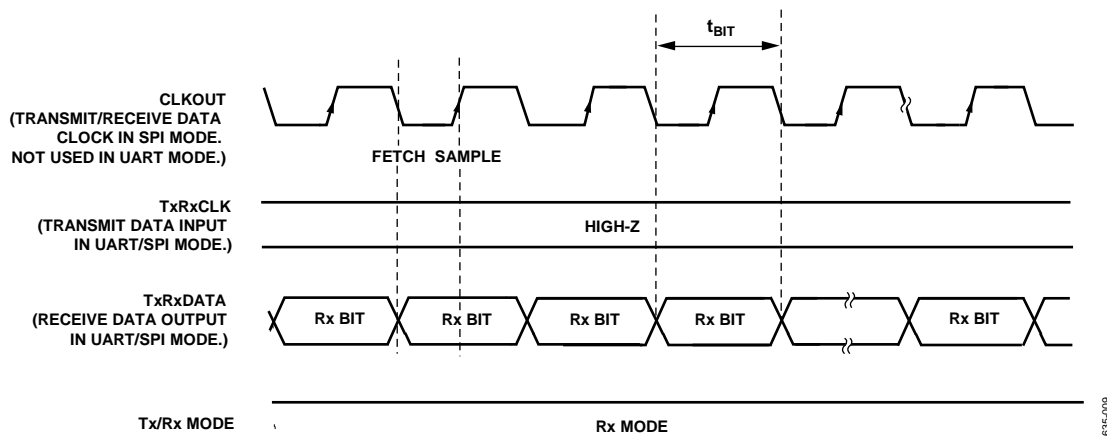 tBIT
CLKOUT
(TRANSMIT/RECEIVE DATA
CLOCK IN SPI MODE.
NOT USED IN UART MODE.)
FETCH SAMPLE
TxRxCLK
(TRANSMIT DATA INPUT
IN UART/SPI MODE.)
HIGH-Z
TxRxDATA
(RECEIVE DATA OUTPUT
IN UART/SPI MODE.)
Rx BIT Rx BIT Rx BIT Rx BIT Rx BIT
Tx/Rx MODE
Rx MODE